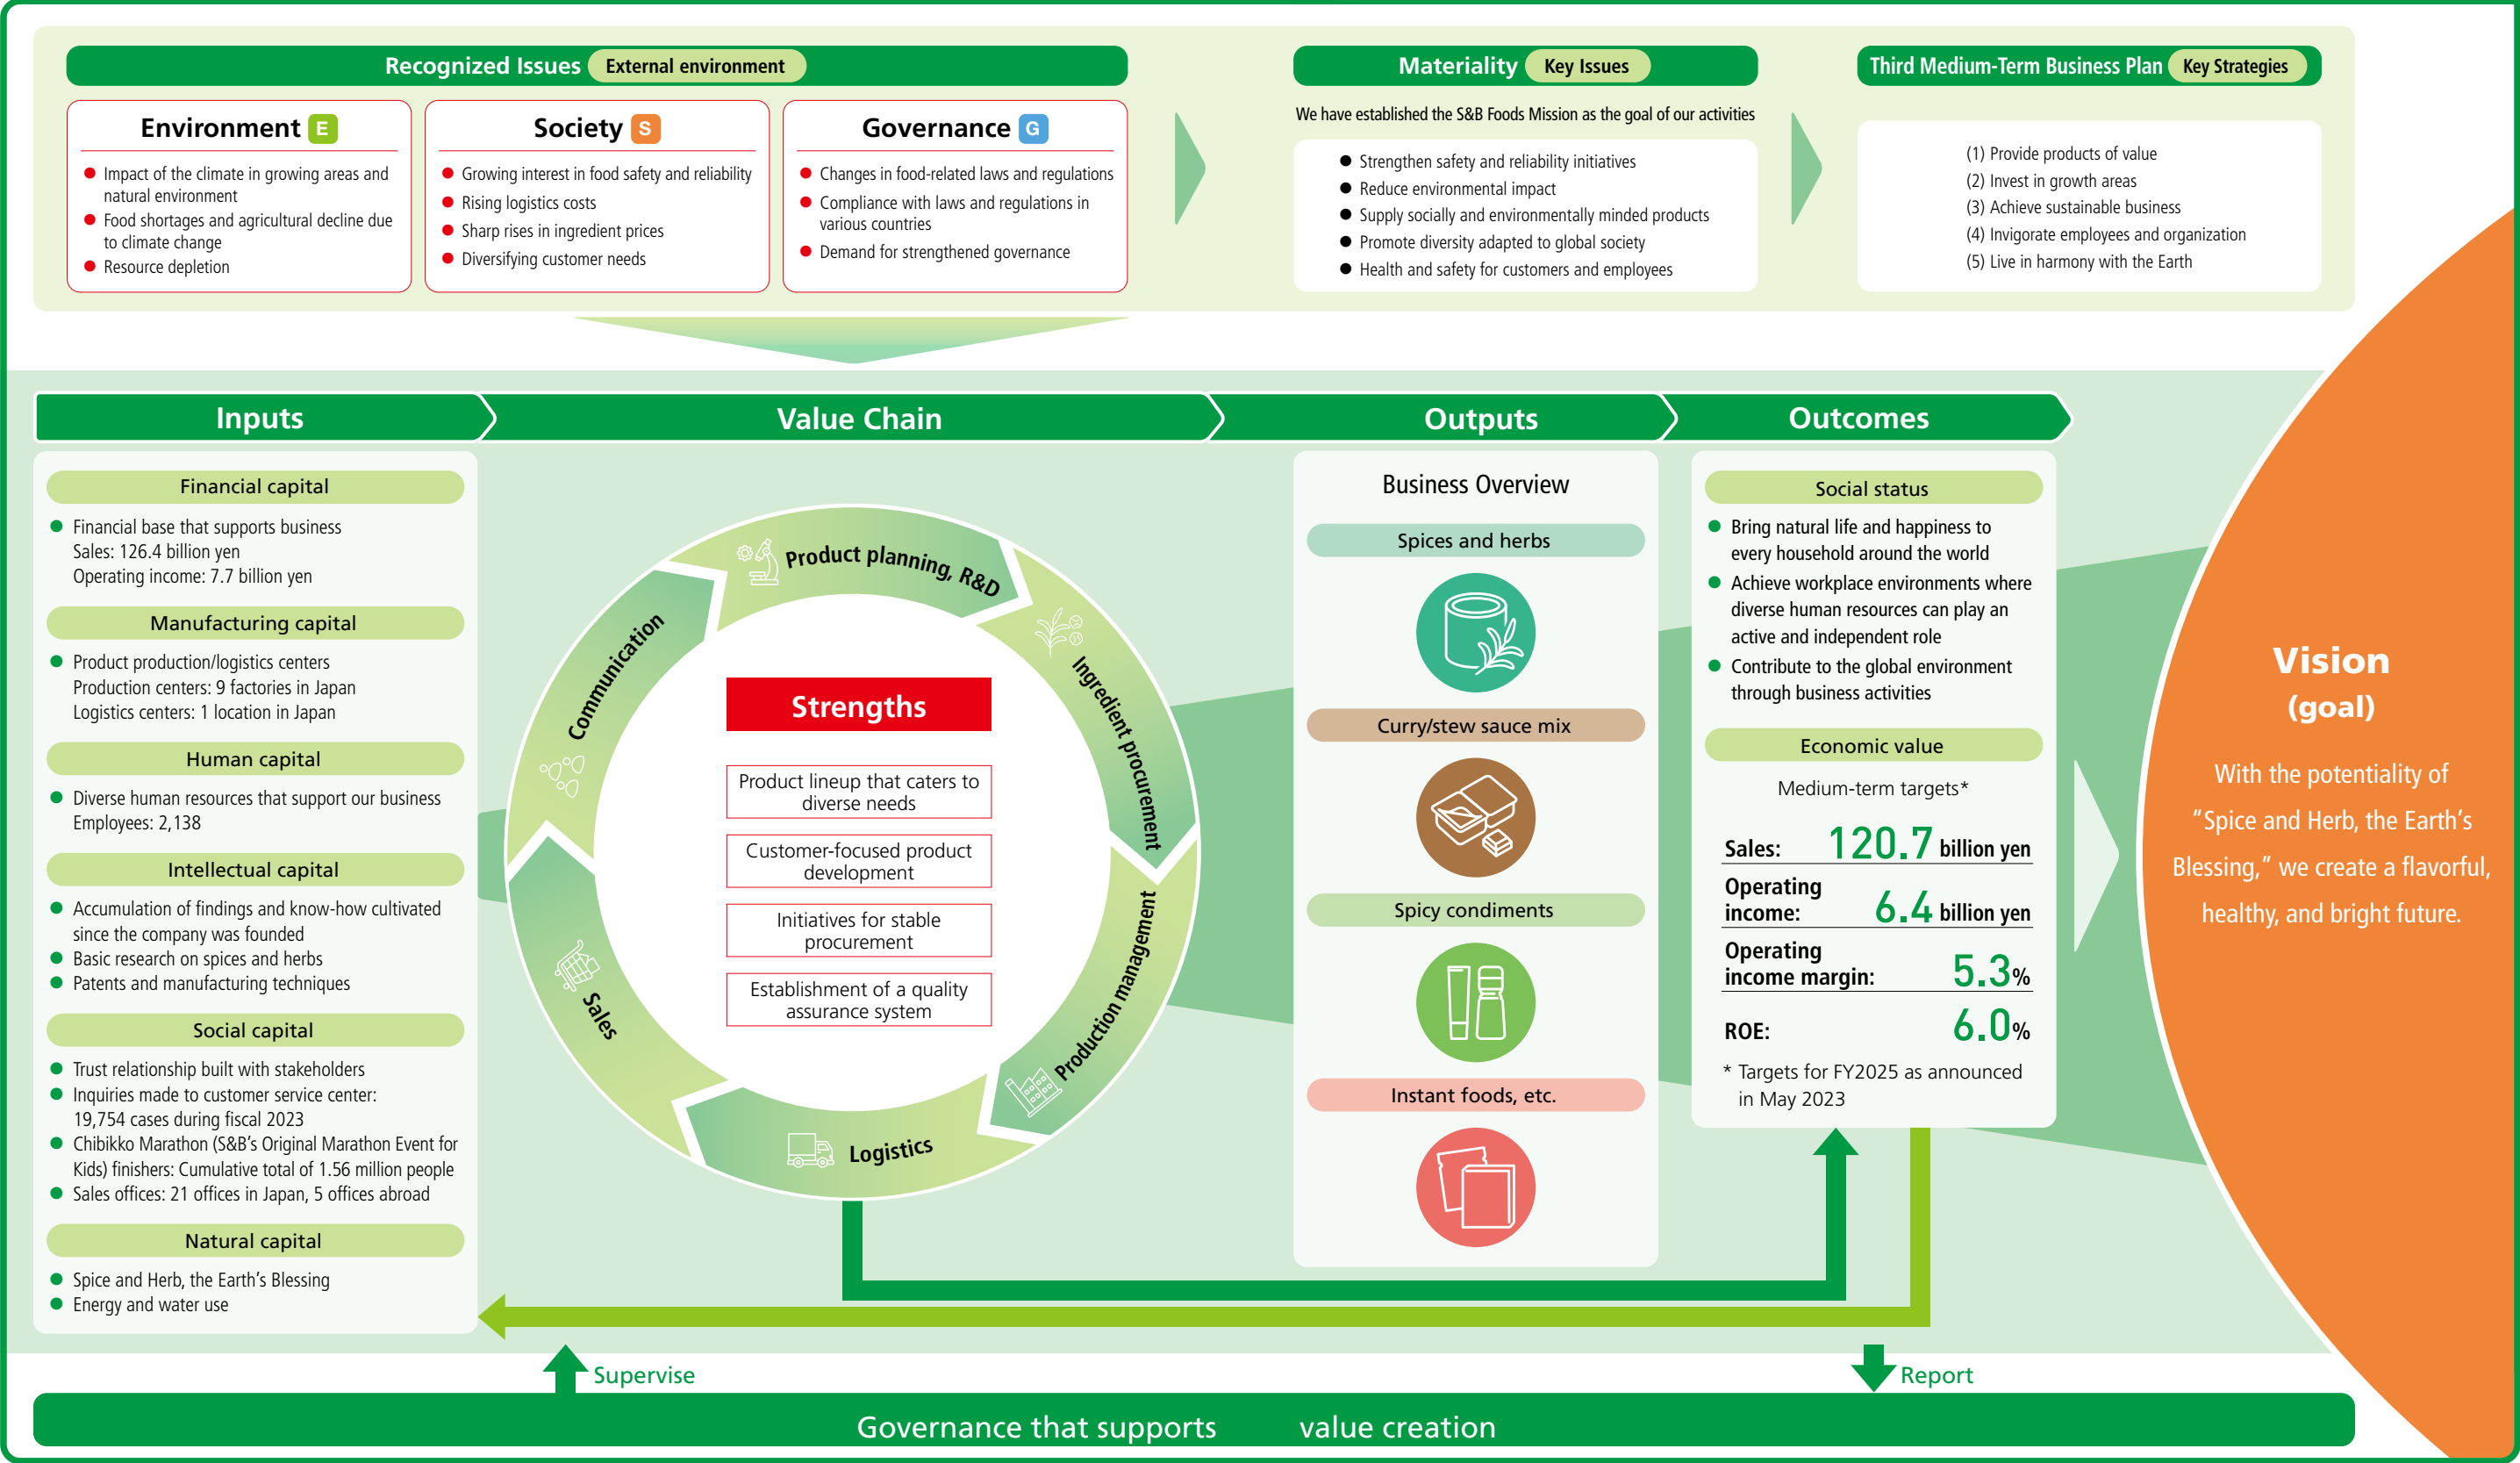 Recognized Issues External environment
Environment E
● Impact of the climate in growing areas and
natural environment
● Food shortages and agricultural decline due
to climate change
● Resource depletion
Society S
● Growing interest in food safety and reliability
● Rising logistics costs
● Sharp rises in ingredient prices
● Diversifying customer needs
Governance G
● Changes in food-related laws and regulations
● Compliance with laws and regulations in
various countries
● Demand for strengthened governance
Materiality Key Issues
We have established the S&B Foods Mission as the goal of our activities
● Strengthen safety and reliability initiatives
● Reduce environmental impact
● Supply socially and environmentally minded products
● Promote diversity adapted to global society
● Health and safety for customers and employees
Third Medium-Term Business Plan Key Strategies
(1) Provide products of value
(2) Invest in growth areas
(3) Achieve sustainable business
(4) Invigorate employees and organization
(5) Live in harmony with the Earth
Inputs
Financial capital
● Financial base that supports business
Sales: 126.4 billion yen
Operating income: 7.7 billion yen
Manufacturing capital
● Product production/logistics centers
Production centers: 9 factories in Japan
Logistics centers: 1 location in Japan
Human capital
● Diverse human resources that support our business
Employees: 2,138
Intellectual capital
● Accumulation of findings and know-how cultivated
since the company was founded
● Basic research on spices and herbs
● Patents and manufacturing techniques
Social capital
● Trust relationship built with stakeholders
● Inquiries made to customer service center:
19,754 cases during fiscal 2023
● Chibikko Marathon (S&B's Original Marathon Event for
Kids) finishers: Cumulative total of 1.56 million people
● Sales offices: 21 offices in Japan, 5 offices abroad
Natural capital
● Spice and Herb, the Earth's Blessing
● Energy and water use
Value Chain
Product planning, R&D
Ingredient procurement
Production management
Logistics
Sales
Communication
Strengths
Product lineup that caters to
diverse needs
Customer-focused product
development
Initiatives for stable
procurement
Establishment of a quality
assurance system
Outputs
Business Overview
Spices and herbs
Curry/stew sauce mix
Spicy condiments
Instant foods, etc.
Outcomes
Social status
● Bring natural life and happiness to
every household around the world
● Achieve workplace environments where
diverse human resources can play an
active and independent role
● Contribute to the global environment
through business activities
Economic value
Medium-term targets*
Sales: 120.7 billion yen
Operating
income: 6.4 billion yen
Operating
income margin: 5.3%
ROE: 6.0%
* Targets for FY2025 as announced
in May 2023
Vision
(goal)
With the potentiality of
“Spice and Herb, the Earth's
Blessing,” we create a flavorful,
healthy, and bright future.
Supervise
Report
Governance that supports value creation